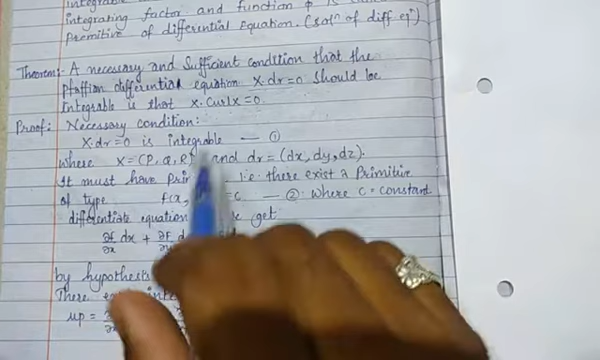 integrable
integrating factor and function φ is
primitive of differential equation. (solⁿ of diff eqⁿ)
Theorem:- A necessary and Sufficient condition that the
pfaffian differential equation X.dr=0 should be
Integrable is that X.Curl X=0.
Proof: Necessary condition:
X.dr=0 is integrable — ①
where X=(P,Q,R) and dr=(dx,dy,dz).
It must have i.e. there exist a Primitive
of type f(x, =c — ②. Where c=constant
differentiate equation we get
∂f/∂x dx + ∂f/
by hypothesis
There
μp =